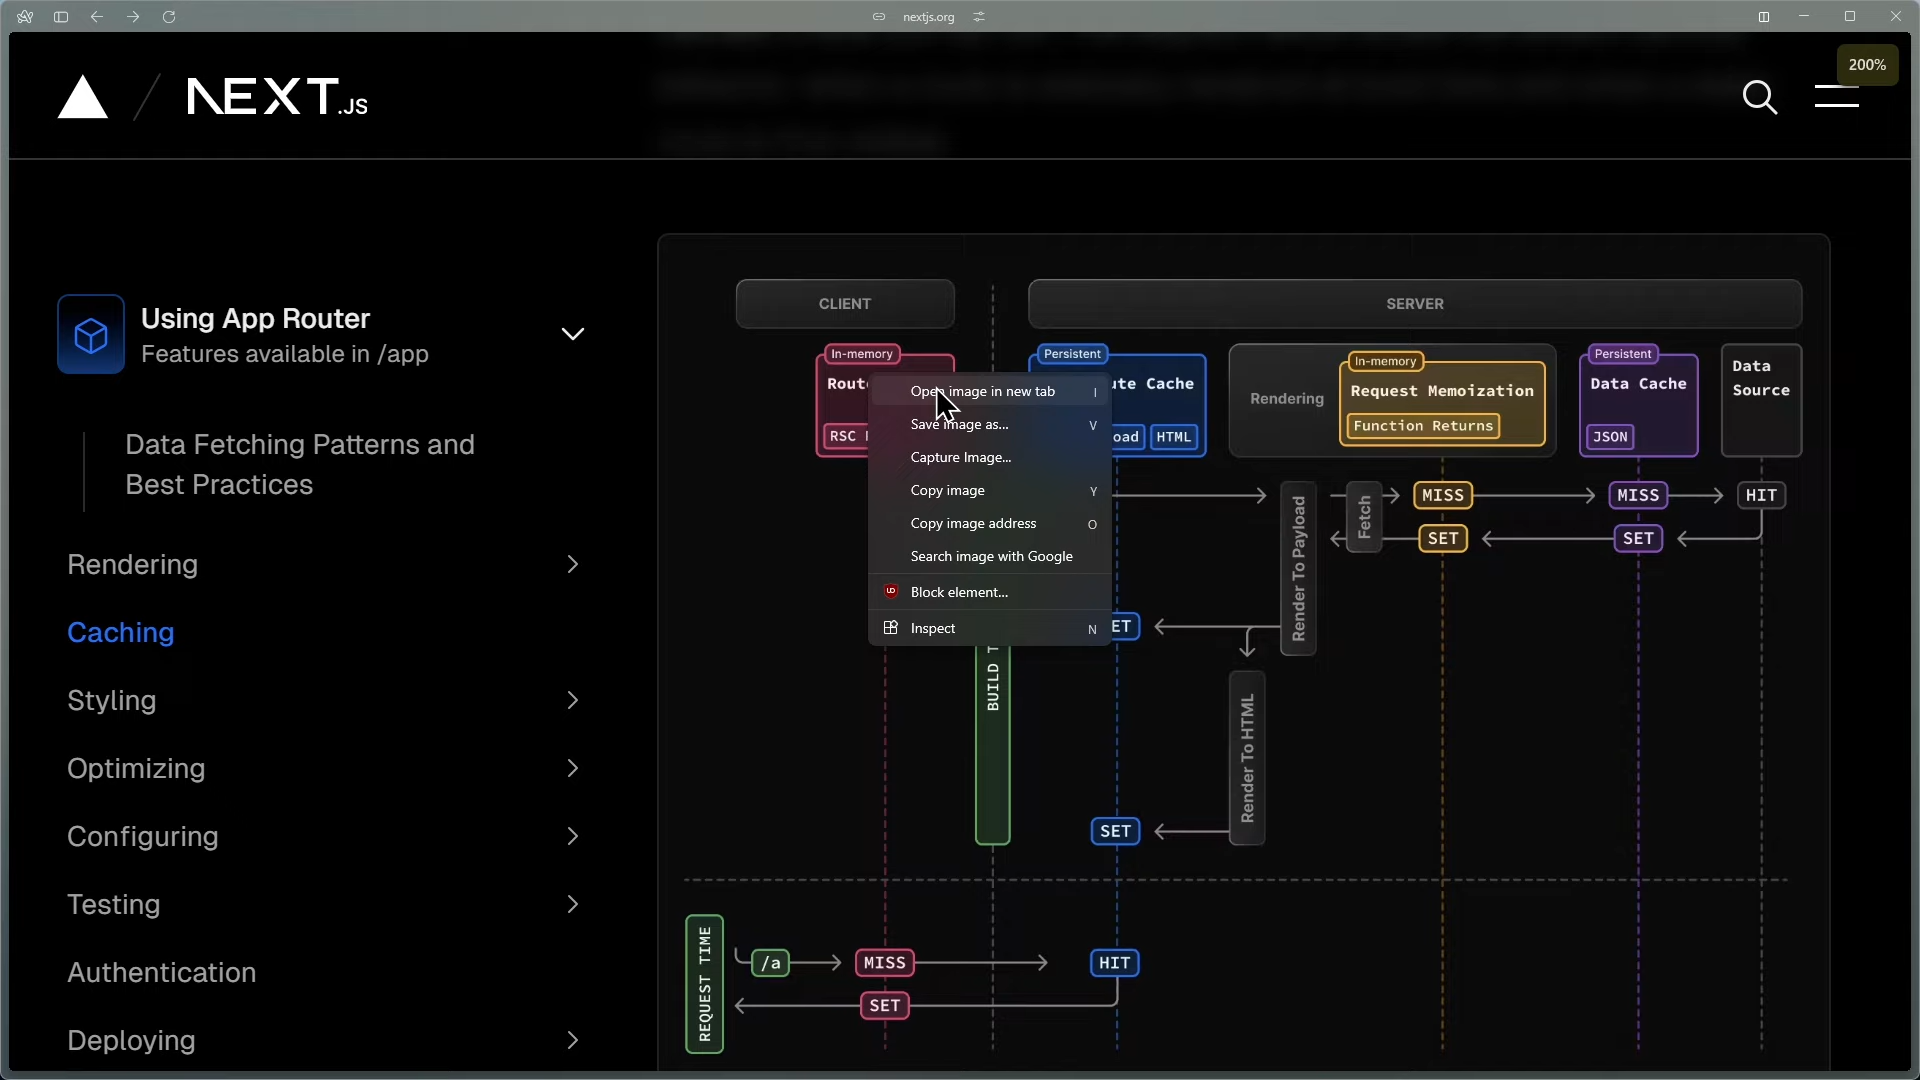 nextjs.org
200%
NEXT.JS
Using App Router
Features available in /app
Data Fetching Patterns and
Best Practices
Rendering
Caching
Styling
Optimizing
Configuring
Testing
Authentication
Deploying
CLIENT
SERVER
In-memory
Persistent
In-memory
Persistent
Data
Source
Rendering
Request Memoization
Function Returns
Data Cache
JSON
Cache
HTML
RSC
Open image in new tab I
Save image as... V
Capture Image...
Copy image Y
Copy image address O
Search image with Google
Block element...
Inspect N
Render To Payload
Fetch
MISS
MISS
HIT
SET
SET
BUILD
Render To HTML
SET
REQUEST TIME
/a
MISS
HIT
SET